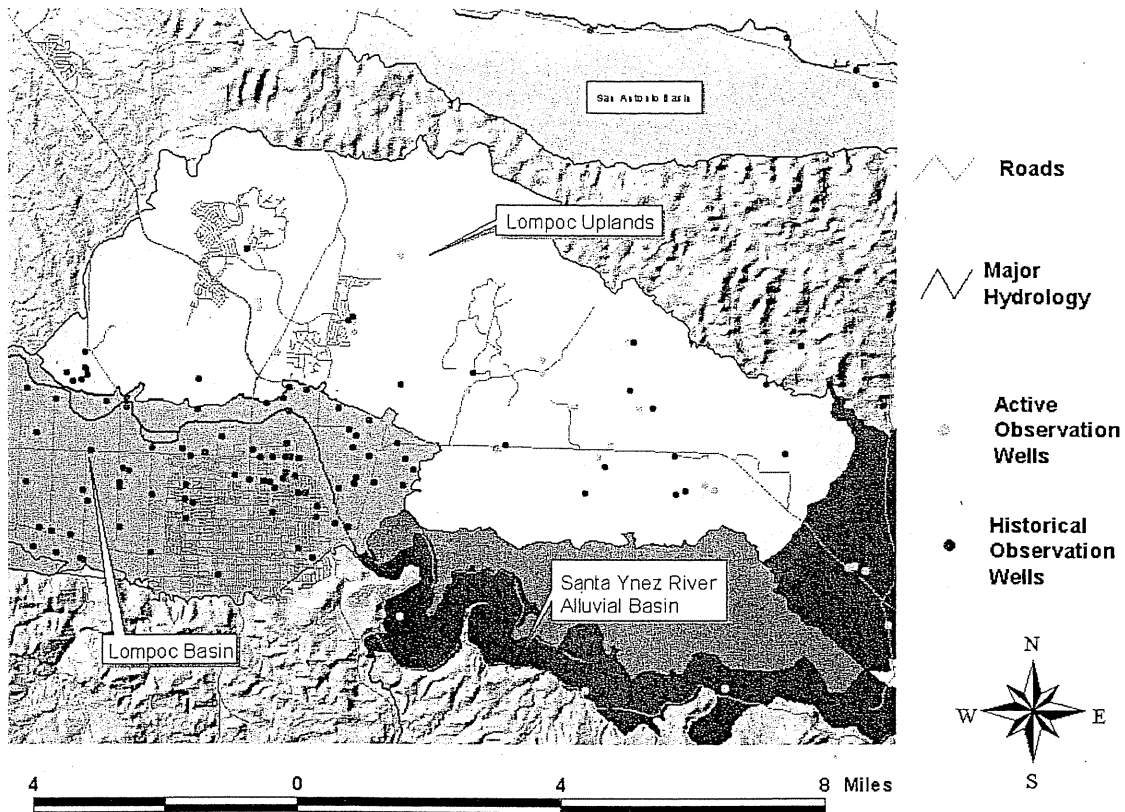 San Antonio Basin
Lompoc Uplands
Santa Ynez River
Alluvial Basin
Lompoc Basin
Roads
Major
Hydrology
Active
Observation
Wells
Historical
Observation
Wells
N
W
E
S
4 0 4 8 Miles